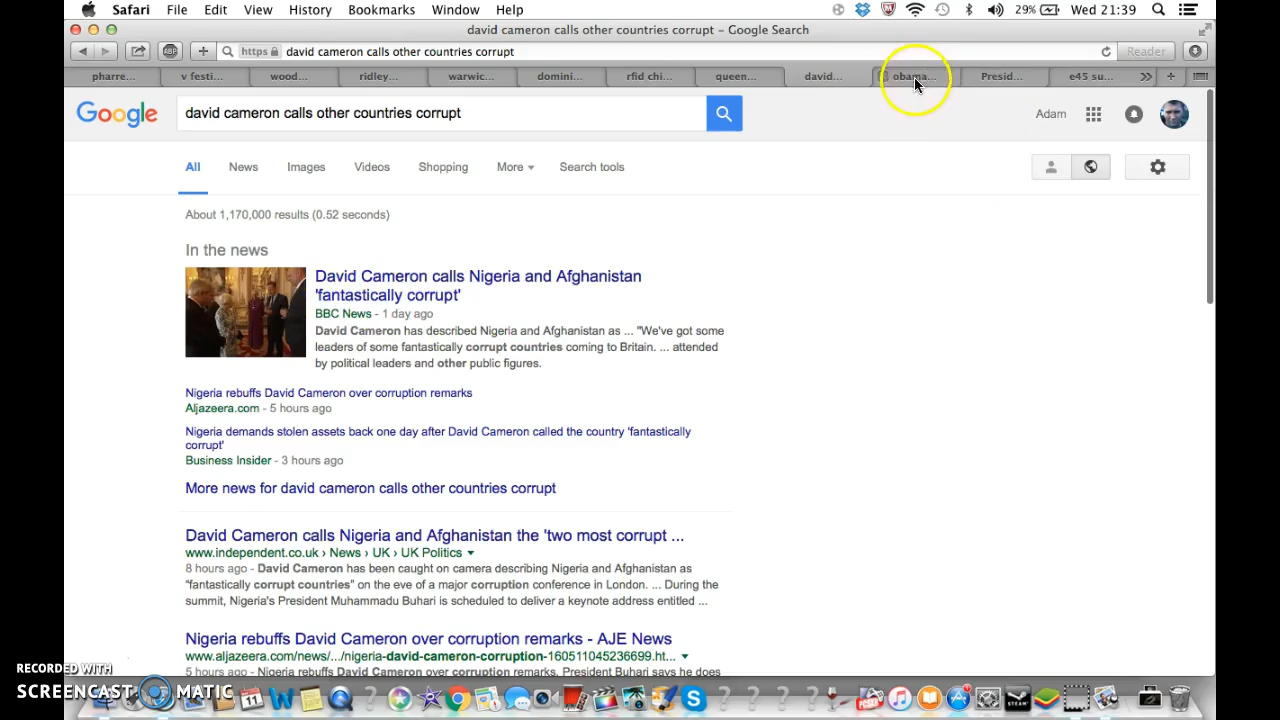 Safari File Edit View History Bookmarks Window Help 29% Wed 21:39
david cameron calls other countries corrupt – Google Search
ABP + https david cameron calls other countries corrupt Reader
pharre... v festi... wood... ridley... warwic... domini... rfid chi... queen... david... obama... Presid... e45 su... >> +
Google david cameron calls other countries corrupt Adam
All News Images Videos Shopping More Search tools
About 1,170,000 results (0.52 seconds)
In the news
David Cameron calls Nigeria and Afghanistan
'fantastically corrupt'
BBC News - 1 day ago
David Cameron has described Nigeria and Afghanistan as ... "We've got some
leaders of some fantastically corrupt countries coming to Britain. ... attended
by political leaders and other public figures.
Nigeria rebuffs David Cameron over corruption remarks
Aljazeera.com - 5 hours ago
Nigeria demands stolen assets back one day after David Cameron called the country 'fantastically
corrupt'
Business Insider - 3 hours ago
More news for david cameron calls other countries corrupt
David Cameron calls Nigeria and Afghanistan the 'two most corrupt ...
www.independent.co.uk › News › UK › UK Politics
8 hours ago - David Cameron has been caught on camera describing Nigeria and Afghanistan as
"fantastically corrupt countries" on the eve of a major corruption conference in London. ... During the
summit, Nigeria's President Muhammadu Buhari is scheduled to deliver a keynote address entitled ...
Nigeria rebuffs David Cameron over corruption remarks - AJE News
www.aljazeera.com/news/.../nigeria-david-cameron-corruption-160511045236699.ht...
5 hours ago - Nigeria rebuffs David Cameron over corruption remarks. President Buhari says he does
RECORDED WITH
SCREENCAST MATIC